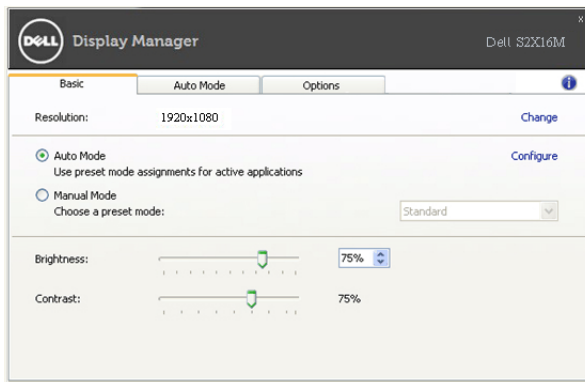 DELL Display Manager
Dell S2X16M
Basic Auto Mode Options
Resolution: 1920x1080 Change
Auto Mode Configure
Use preset mode assignments for active applications
Manual Mode
Choose a preset mode: Standard
Brightness: 75%
Contrast: 75%